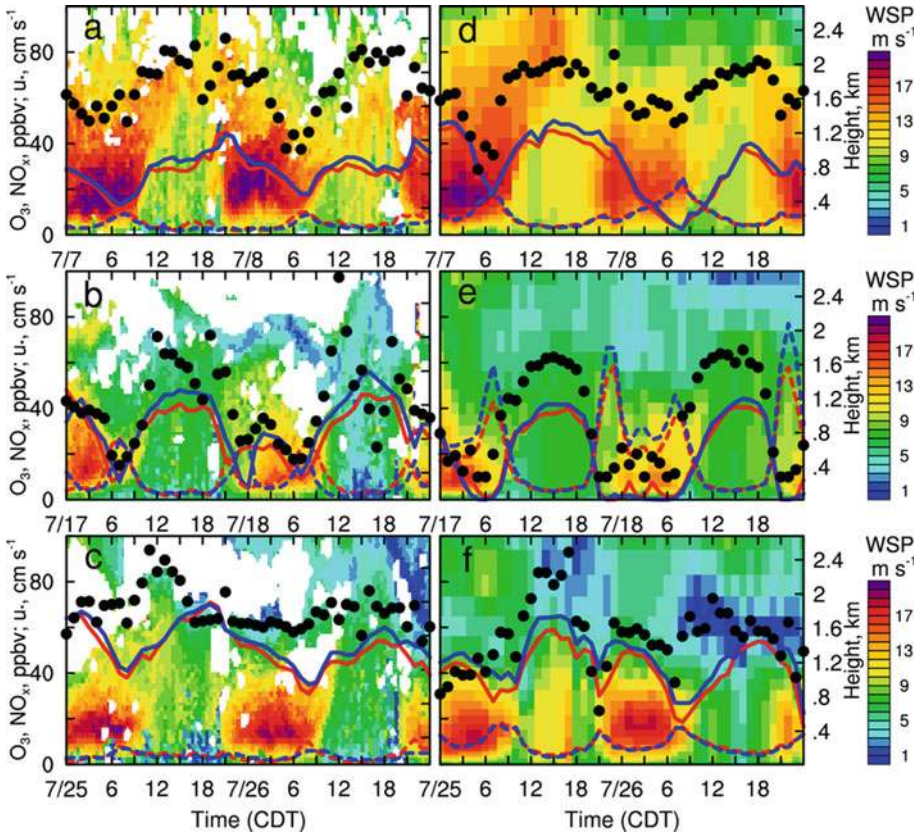 a
d
WSP
m s⁻¹
O₃, NOₓ, ppbv; u*, cm s⁻¹
80
40
0
2.4
2
1.6
1.2
.8
.4
Height, km
17
13
9
5
1
7/7 6 12 18 7/8 6 12 18
7/7 6 12 18 7/8 6 12 18
b
e
WSP
m s⁻¹
O₃, NOₓ, ppbv; u*, cm s⁻¹
80
40
0
2.4
2
1.6
1.2
.8
.4
Height, km
17
13
9
5
1
7/17 6 12 18 7/18 6 12 18
7/17 6 12 18 7/18 6 12 18
c
f
WSP
m s⁻¹
O₃, NOₓ, ppbv; u*, cm s⁻¹
80
40
0
2.4
2
1.6
1.2
.8
.4
Height, km
17
13
9
5
1
7/25 6 12 18 7/26 6 12 18
7/25 6 12 18 7/26 6 12 18
Time (CDT)
Time (CDT)